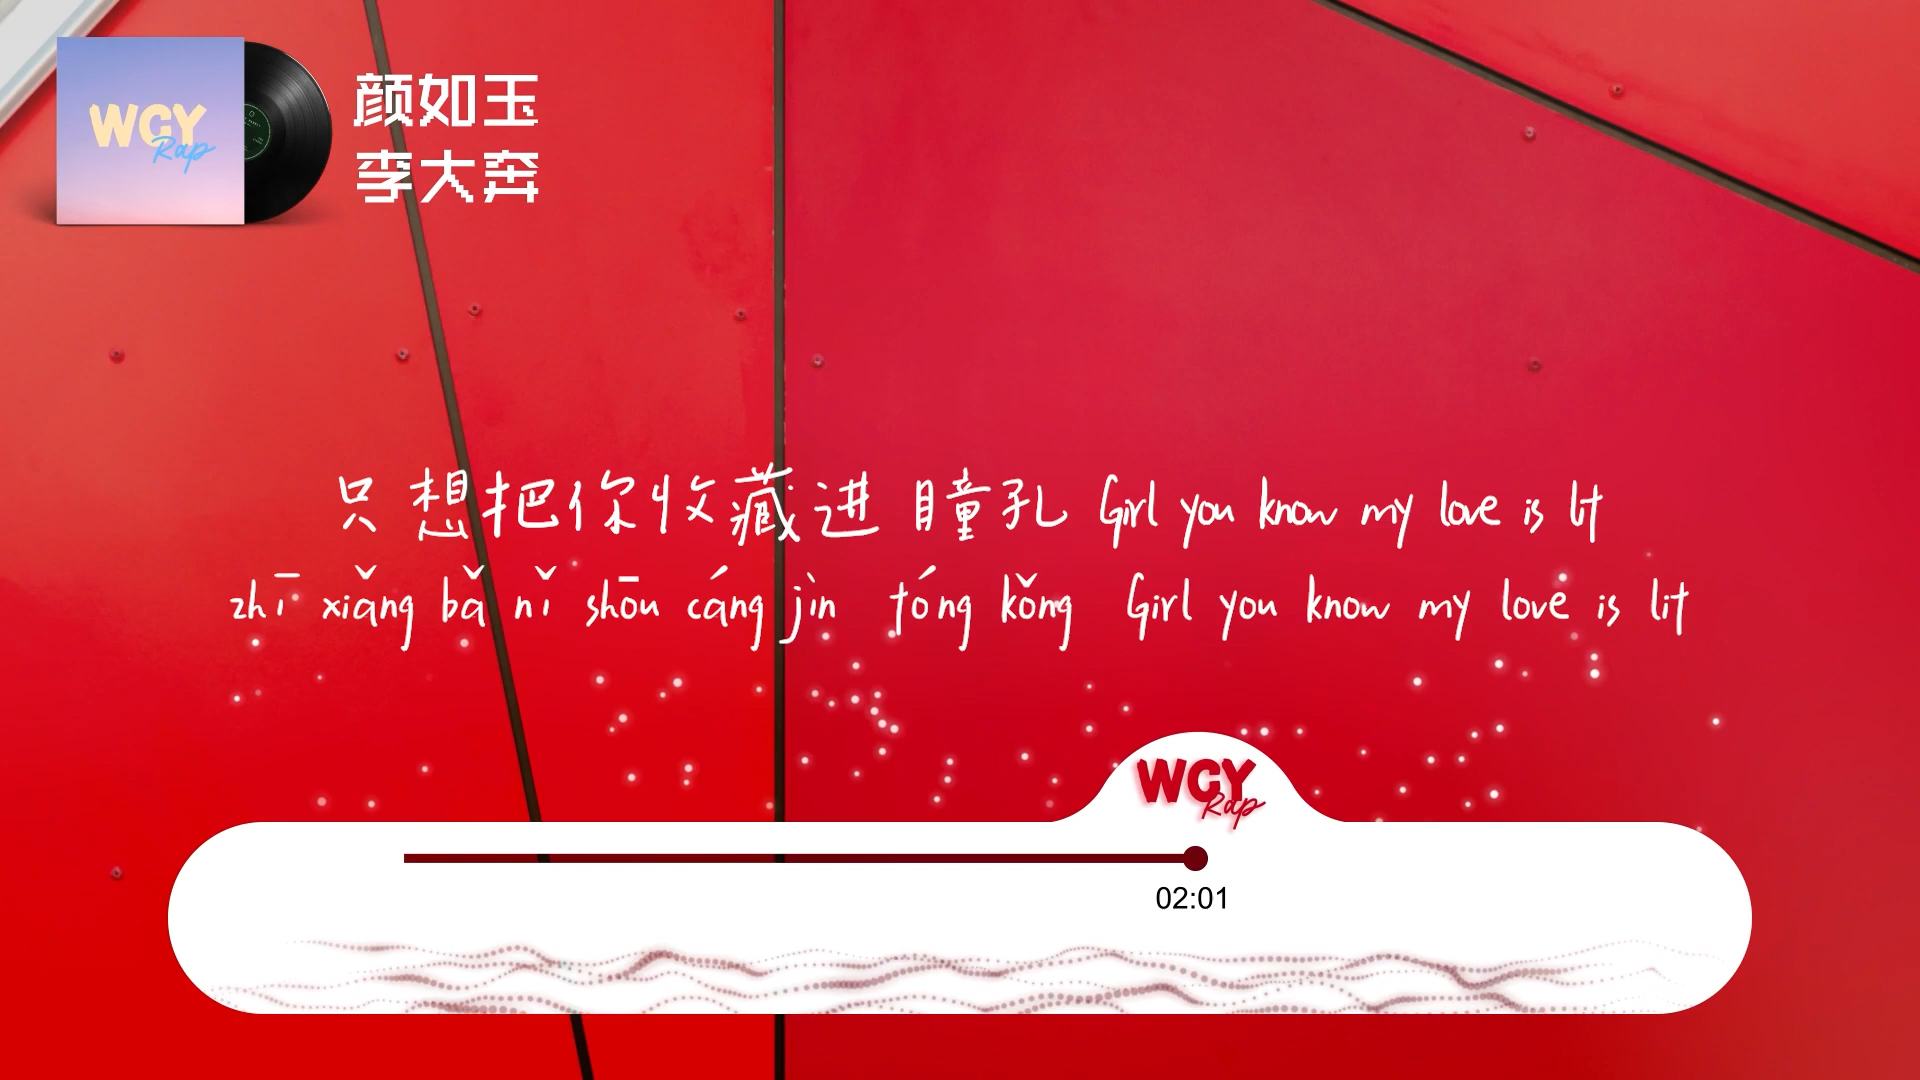 WCY
Rap
颜如玉
李大奔
只想把你收藏进 瞳孔 Girl you know my love is lit
zhī xiǎng bǎ nǐ shōu cáng jìn tóng kǒng Girl you know my love is lit
WCY
Rap
02:01